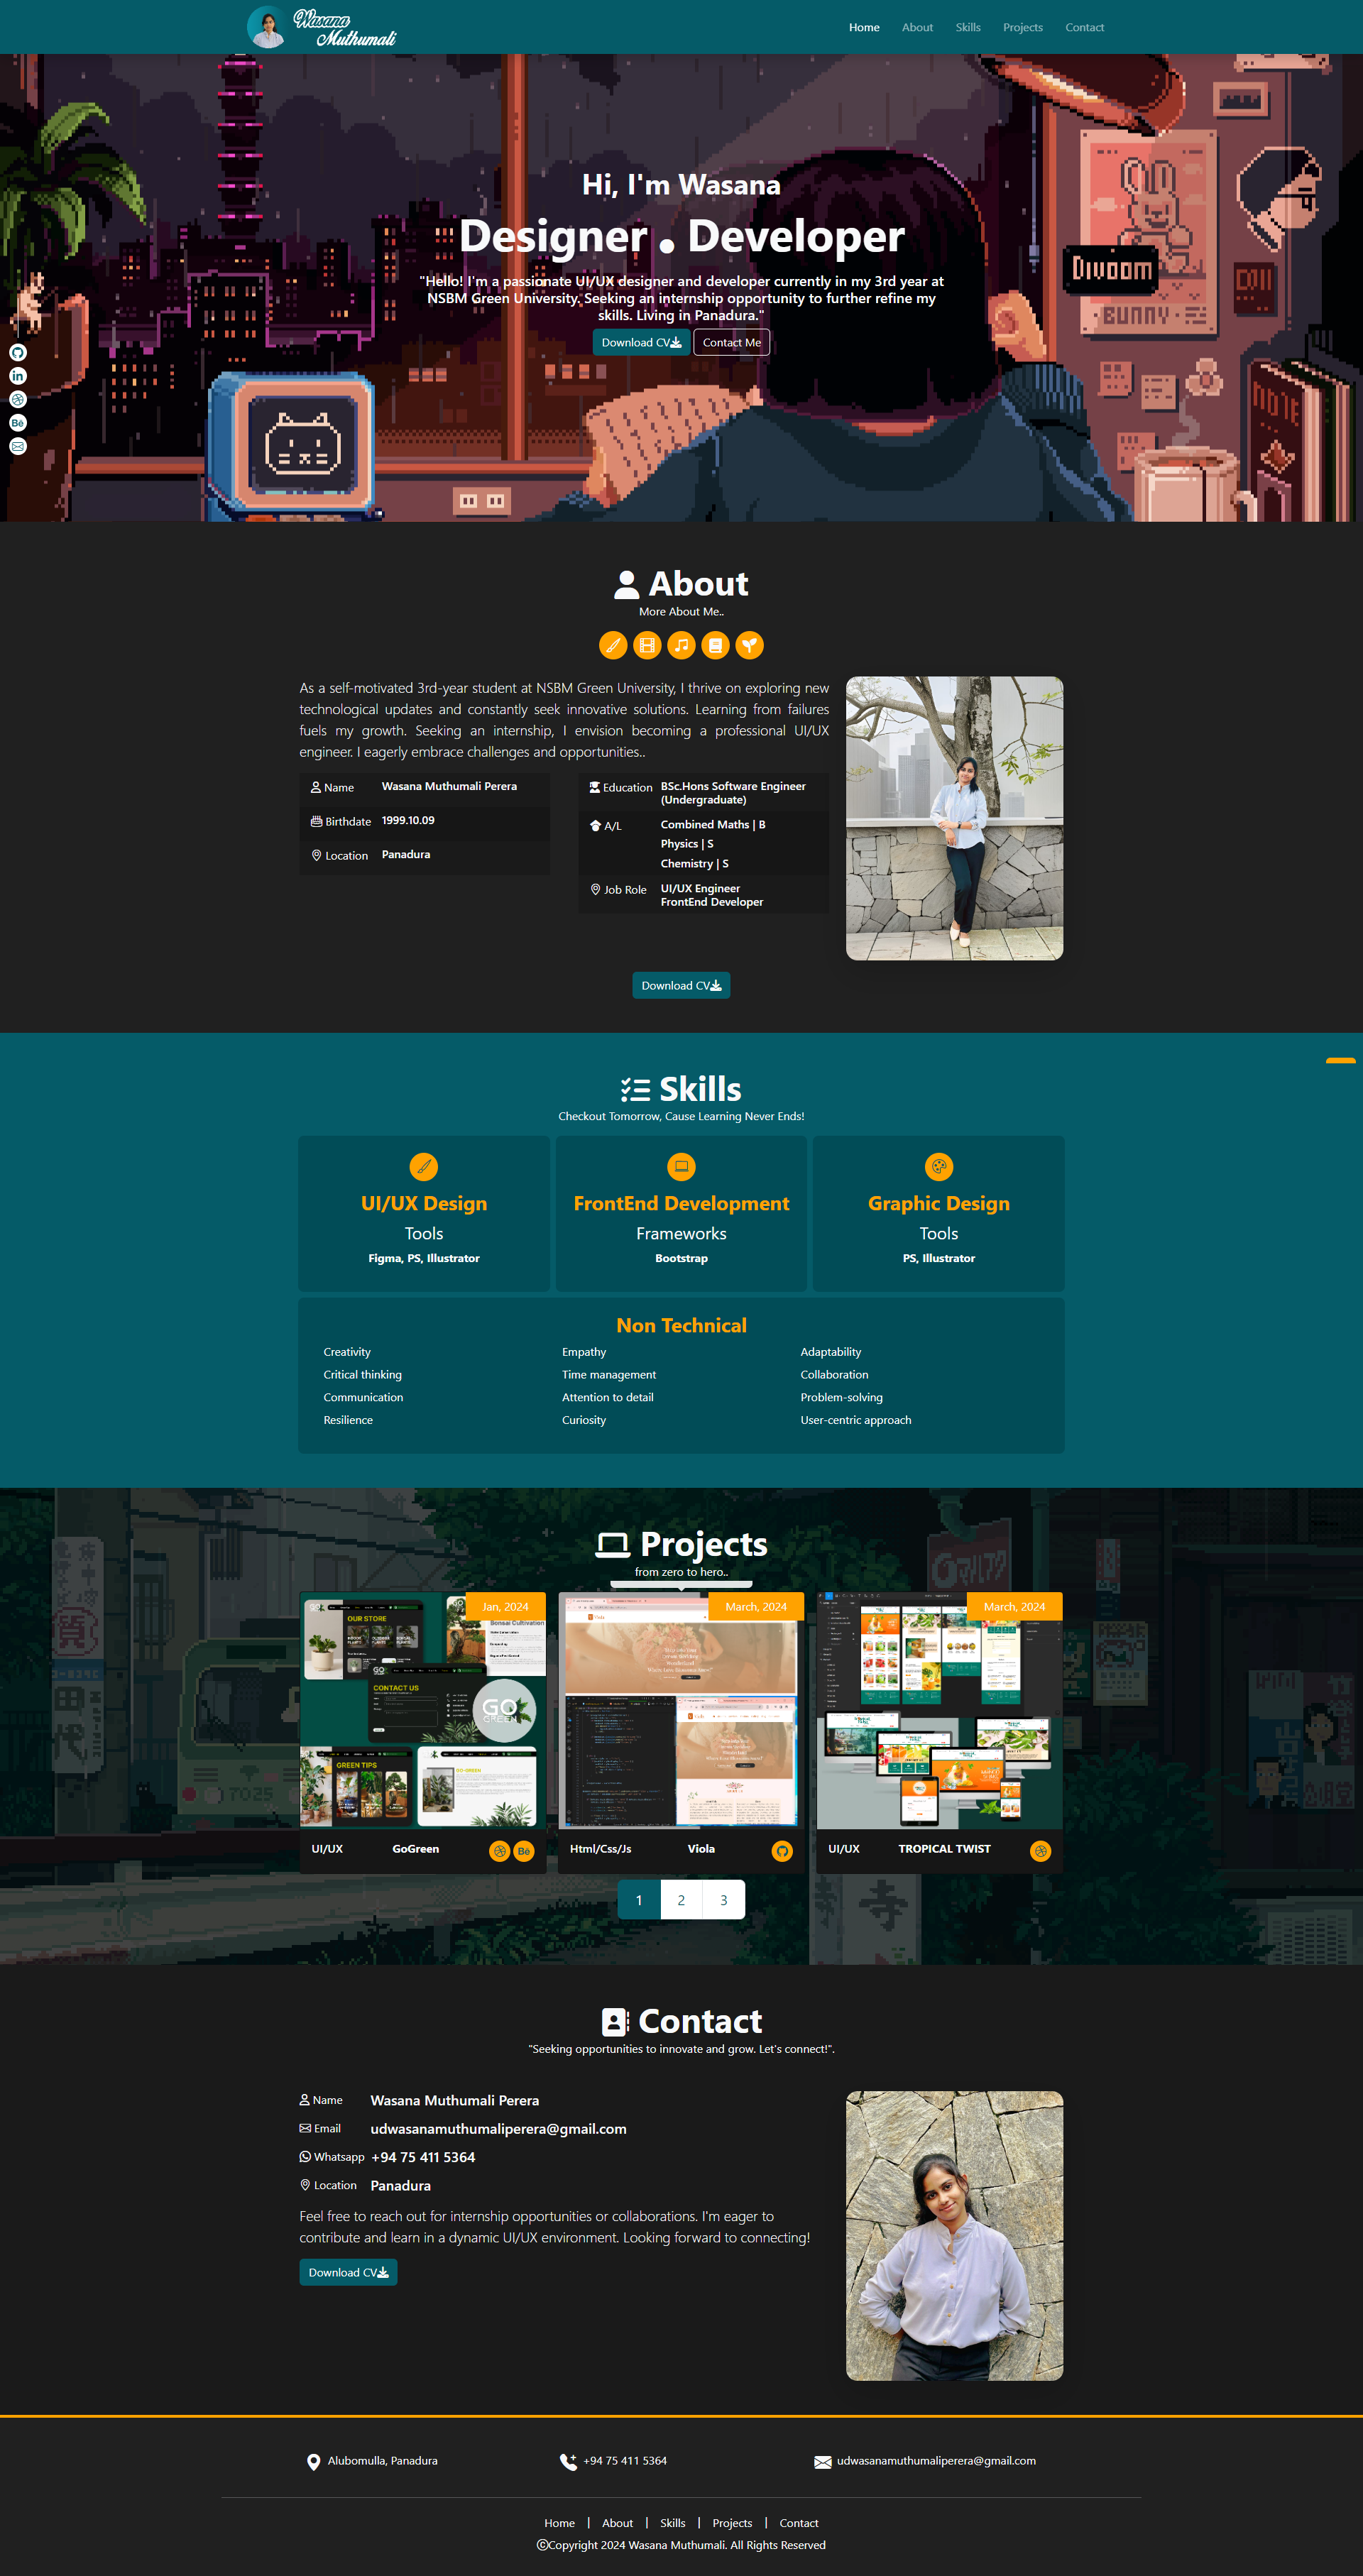 Wasana
Muthumali
Home
About
Skills
Projects
Contact
Hi, I'm Wasana
Designer . Developer
"Hello! I'm a passionate UI/UX designer and developer currently in my 3rd year at
NSBM Green University. Seeking an internship opportunity to further refine my
skills. Living in Panadura."
Download CV
Contact Me
Divoom
BUNNY
in
Bē
About
More About Me..
As a self-motivated 3rd-year student at NSBM Green University, I thrive on exploring new
technological updates and constantly seek innovative solutions. Learning from failures
fuels my growth. Seeking an internship, I envision becoming a professional UI/UX
engineer. I eagerly embrace challenges and opportunities..
Name Wasana Muthumali Perera
Birthdate 1999.10.09
Location Panadura
Education BSc.Hons Software Engineer
(Undergraduate)
A/L Combined Maths | B
Physics | S
Chemistry | S
Job Role UI/UX Engineer
FrontEnd Developer
Download CV
Skills
Checkout Tomorrow, Cause Learning Never Ends!
UI/UX Design
Tools
Figma, PS, Illustrator
FrontEnd Development
Frameworks
Bootstrap
Graphic Design
Tools
PS, Illustrator
Non Technical
Creativity
Critical thinking
Communication
Resilience
Empathy
Time management
Attention to detail
Curiosity
Adaptability
Collaboration
Problem-solving
User-centric approach
Projects
from zero to hero..
Jan, 2024
OUR STORE
Bonsai Cultivation
CONTACT US
GO
GREEN
GREEN TIPS
UI/UX GoGreen Bē
March, 2024
Html/Css/Js Viola
March, 2024
UI/UX TROPICAL TWIST
1 2 3
Contact
"Seeking opportunities to innovate and grow. Let's connect!".
Name Wasana Muthumali Perera
Email udwasanamuthumaliperera@gmail.com
Whatsapp +94 75 411 5364
Location Panadura
Feel free to reach out for internship opportunities or collaborations. I'm eager to
contribute and learn in a dynamic UI/UX environment. Looking forward to connecting!
Download CV
Alubomulla, Panadura
+94 75 411 5364
udwasanamuthumaliperera@gmail.com
Home | About | Skills | Projects | Contact
©Copyright 2024 Wasana Muthumali. All Rights Reserved